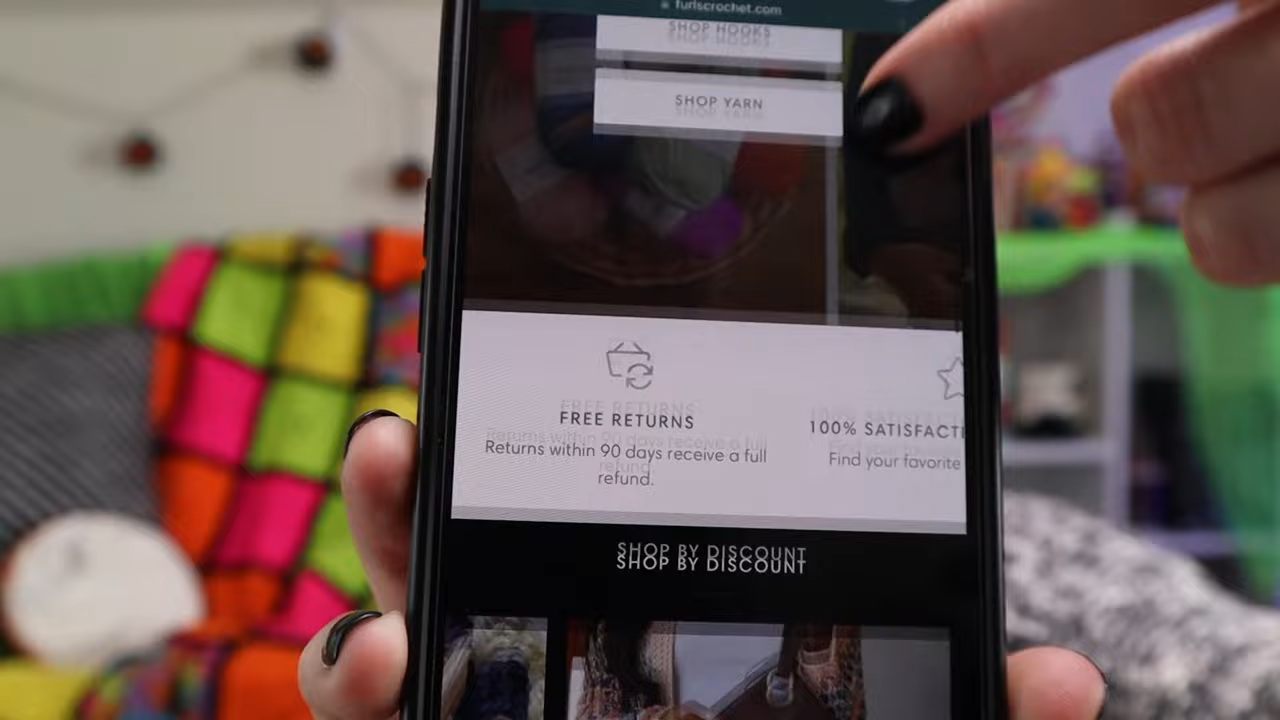 furlscrochet.com
SHOP HOOKS
SHOP YARN
FREE RETURNS
Returns within 90 days receive a full
refund.
100% SATISFACTI
Find your favorite
SHOP BY DISCOUNT